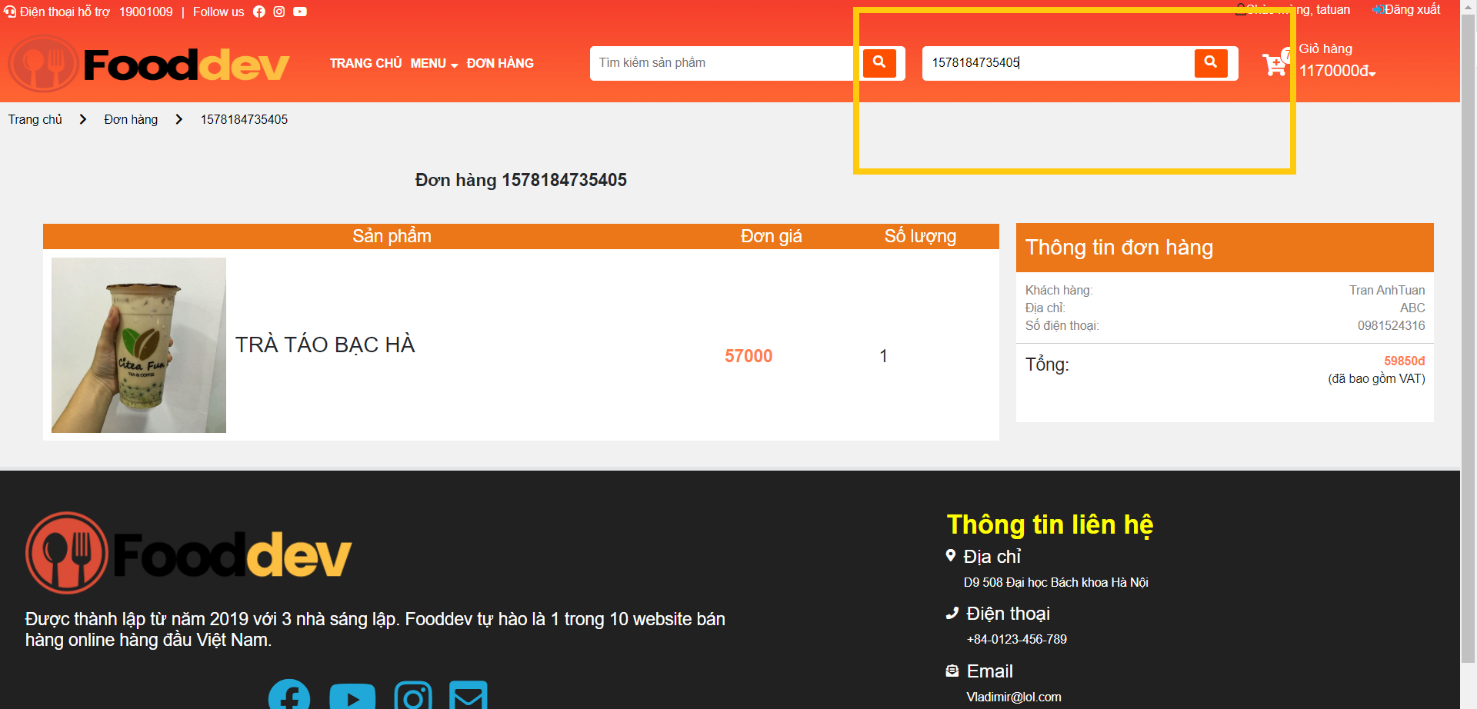 Điện thoại hỗ trợ 19001009 | Follow us
Chào mừng, tatuan Đăng xuất
Fooddev
TRANG CHỦ MENU ĐƠN HÀNG
Tìm kiếm sản phẩm
1578184735405
7
Giỏ hàng
1170000đ
Trang chủ Đơn hàng 1578184735405
Đơn hàng 1578184735405
Sản phẩm Đơn giá Số lượng
Citea Fun
TRÀ TÁO BẠC HÀ 57000 1
Thông tin đơn hàng
Khách hàng: Tran AnhTuan
Địa chỉ: ABC
Số điện thoại: 0981524316
Tổng: 59850đ
(đã bao gồm VAT)
Fooddev
Được thành lập từ năm 2019 với 3 nhà sáng lập. Fooddev tự hào là 1 trong 10 website bán
hàng online hàng đầu Việt Nam.
Thông tin liên hệ
Địa chỉ
D9 508 Đại học Bách khoa Hà Nội
Điện thoại
+84-0123-456-789
Email
Vladimir@lol.com